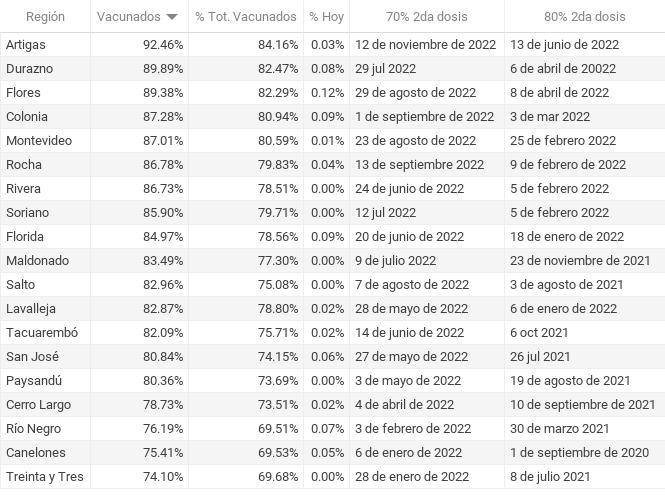 Región Vacunados % Tot. Vacunados % Hoy 70% 2da dosis 80% 2da dosis
Artigas 92.46% 84.16% 0.03% 12 de noviembre de 2022 13 de junio de 2022
Durazno 89.89% 82.47% 0.08% 29 jul 2022 6 de abril de 20022
Flores 89.38% 82.29% 0.12% 29 de agosto de 2022 8 de abril de 2022
Colonia 87.28% 80.94% 0.09% 1 de septiembre de 2022 3 de mar 2022
Montevideo 87.01% 80.59% 0.01% 23 de agosto de 2022 25 de febrero 2022
Rocha 86.78% 79.83% 0.04% 13 de septiembre 2022 9 de febrero de 2022
Rivera 86.73% 78.51% 0.00% 24 de junio de 2022 5 de febrero 2022
Soriano 85.90% 79.71% 0.00% 12 jul 2022 5 de febrero 2022
Florida 84.97% 78.56% 0.09% 20 de junio de 2022 18 de enero de 2022
Maldonado 83.49% 77.30% 0.00% 9 de julio 2022 23 de noviembre de 2021
Salto 82.96% 75.08% 0.00% 7 de agosto de 2022 3 de agosto de 2021
Lavalleja 82.87% 78.80% 0.02% 28 de mayo de 2022 6 de enero de 2022
Tacuarembó 82.09% 75.71% 0.02% 14 de junio de 2022 6 oct 2021
San José 80.84% 74.15% 0.06% 27 de mayo de 2022 26 jul 2021
Paysandú 80.36% 73.69% 0.00% 3 de mayo de 2022 19 de agosto de 2021
Cerro Largo 78.73% 73.51% 0.02% 4 de abril de 2022 10 de septiembre de 2021
Río Negro 76.19% 69.51% 0.07% 3 de febrero de 2022 30 de marzo 2021
Canelones 75.41% 69.53% 0.05% 6 de enero de 2022 1 de septiembre de 2020
Treinta y Tres 74.10% 69.68% 0.00% 28 de enero de 2022 8 de julio 2021